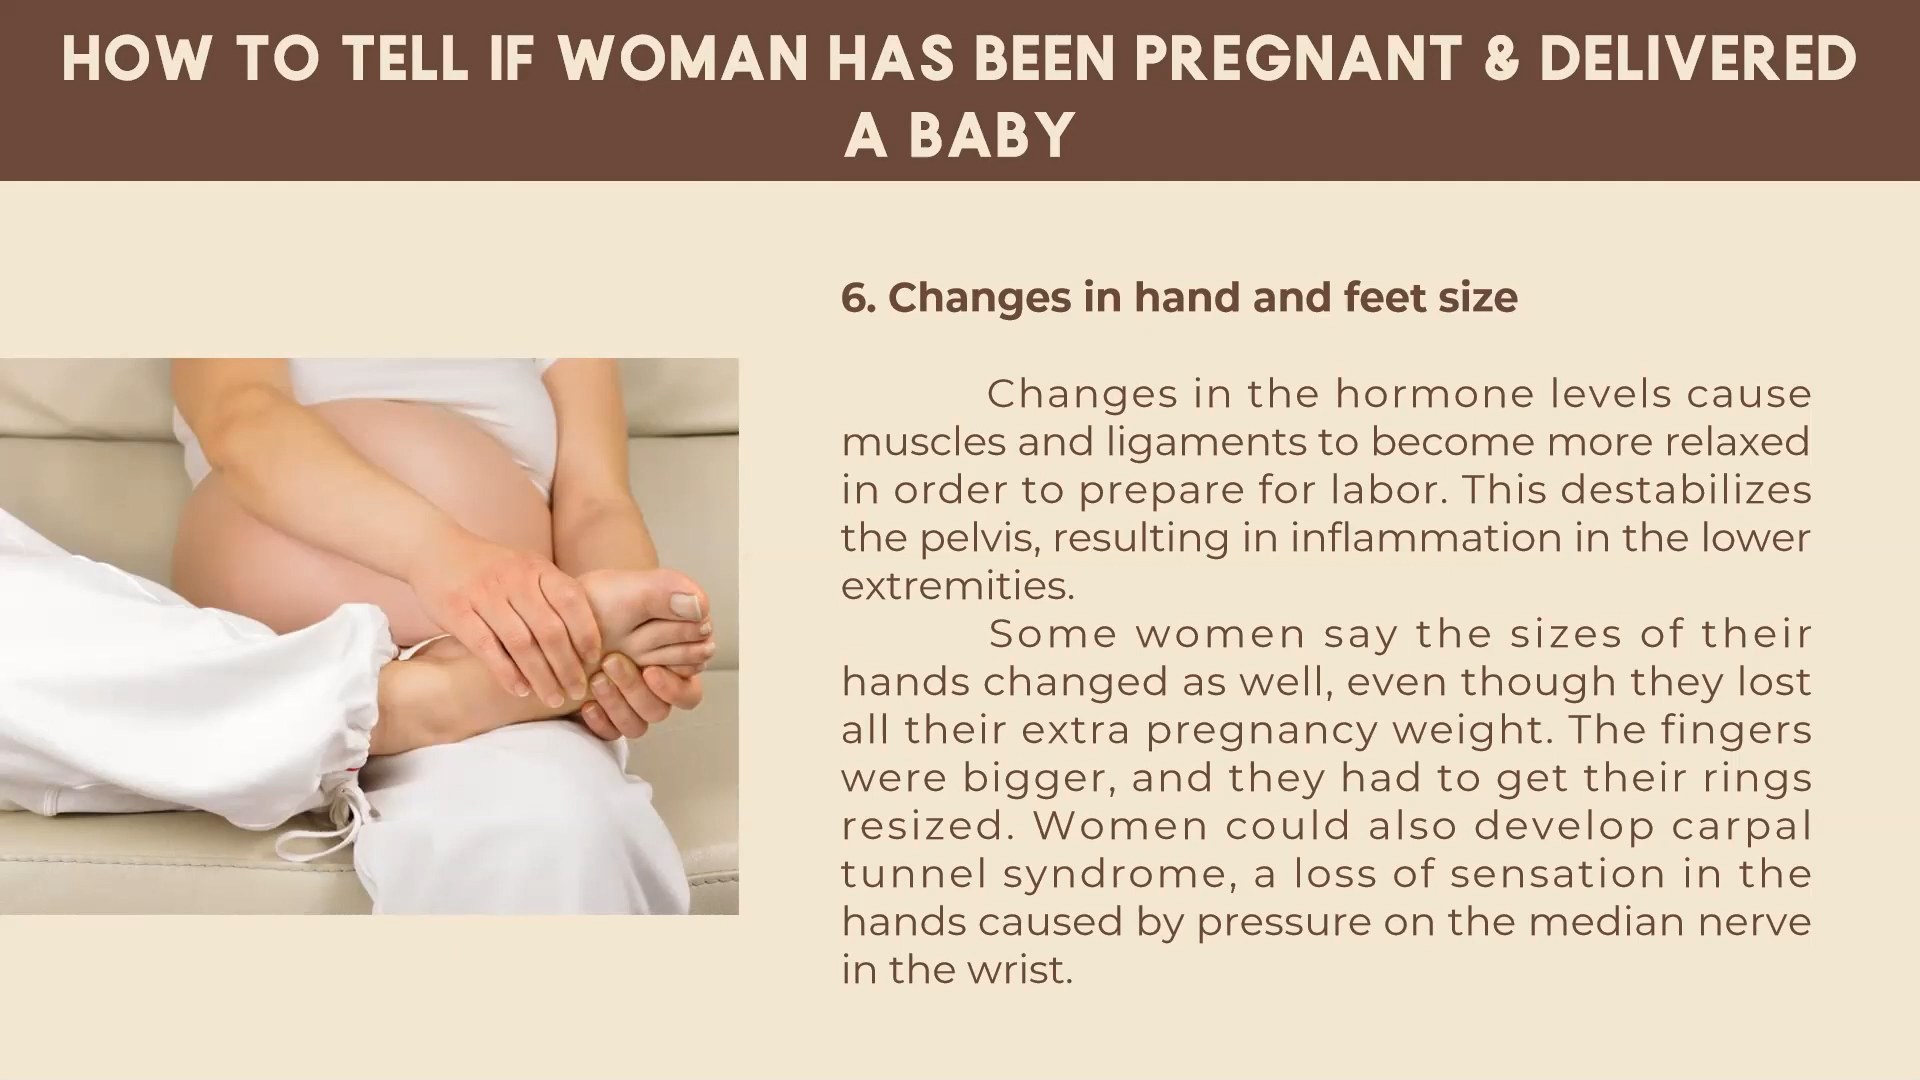 HOW TO TELL IF WOMAN HAS BEEN PREGNANT & DELIVERED
A BABY
6. Changes in hand and feet size
Changes in the hormone levels cause
muscles and ligaments to become more relaxed
in order to prepare for labor. This destabilizes
the pelvis, resulting in inflammation in the lower
extremities.
Some women say the sizes of their
hands changed as well, even though they lost
all their extra pregnancy weight. The fingers
were bigger, and they had to get their rings
resized. Women could also develop carpal
tunnel syndrome, a loss of sensation in the
hands caused by pressure on the median nerve
in the wrist.